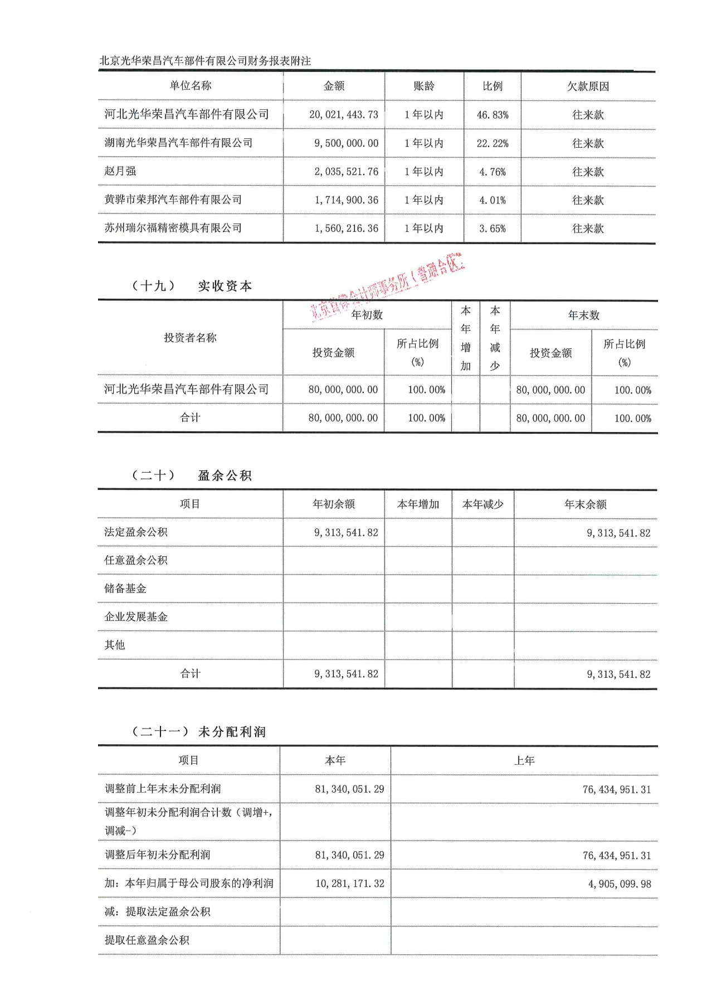 北京光华荣昌汽车部件有限公司财务报表附注
单位名称 金额 账龄 比例 欠款原因
河北光华荣昌汽车部件有限公司 20,021,443.73 1年以内 46.83% 往来款
湖南光华荣昌汽车部件有限公司 9,500,000.00 1年以内 22.22% 往来款
赵月强 2,035,521.76 1年以内 4.76% 往来款
黄骅市荣邦汽车部件有限公司 1,714,900.36 1年以内 4.01% 往来款
苏州瑞尔福精密模具有限公司 1,560,216.36 1年以内 3.65% 往来款
（十九） 实收资本
会计师事务所（普通合伙）
投资者名称 年初数 本年增加 本年减少 年末数
投资金额 所占比例(%) 投资金额 所占比例(%)
河北光华荣昌汽车部件有限公司 80,000,000.00 100.00% 80,000,000.00 100.00%
合计 80,000,000.00 100.00% 80,000,000.00 100.00%
（二十） 盈余公积
项目 年初余额 本年增加 本年减少 年末余额
法定盈余公积 9,313,541.82 9,313,541.82
任意盈余公积
储备基金
企业发展基金
其他
合计 9,313,541.82 9,313,541.82
（二十一）未分配利润
项目 本年 上年
调整前上年末未分配利润 81,340,051.29 76,434,951.31
调整年初未分配利润合计数（调增+,
调减-）
调整后年初未分配利润 81,340,051.29 76,434,951.31
加：本年归属于母公司股东的净利润 10,281,171.32 4,905,099.98
减：提取法定盈余公积
提取任意盈余公积